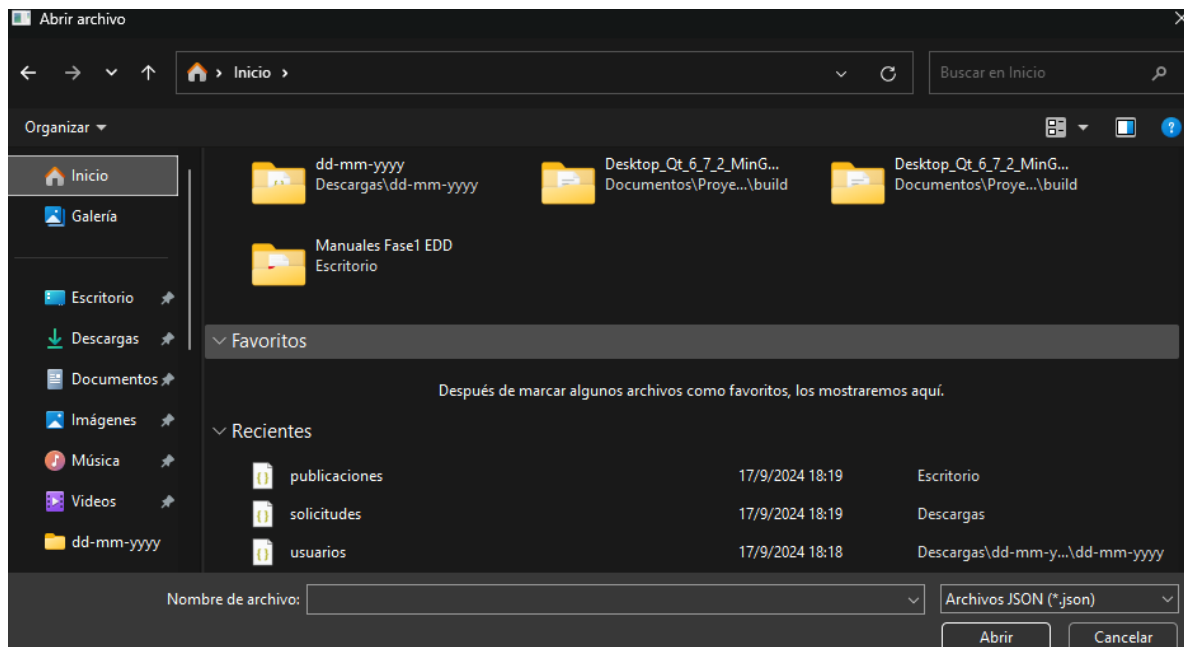 Abrir archivo
Inicio
Buscar en Inicio
Organizar
Inicio
Galería
Escritorio
Descargas
Documentos
Imágenes
Música
Videos
dd-mm-yyyy
dd-mm-yyyy
Descargas\dd-mm-yyyy
Desktop_Qt_6_7_2_MinG...
Documentos\Proye...\build
Desktop_Qt_6_7_2_MinG...
Documentos\Proye...\build
Manuales Fase1 EDD
Escritorio
Favoritos
Después de marcar algunos archivos como favoritos, los mostraremos aquí.
Recientes
publicaciones 17/9/2024 18:19 Escritorio
solicitudes 17/9/2024 18:19 Descargas
usuarios 17/9/2024 18:18 Descargas\dd-mm-y...\dd-mm-yyyy
Nombre de archivo: Archivos JSON (*.json)
Abrir Cancelar